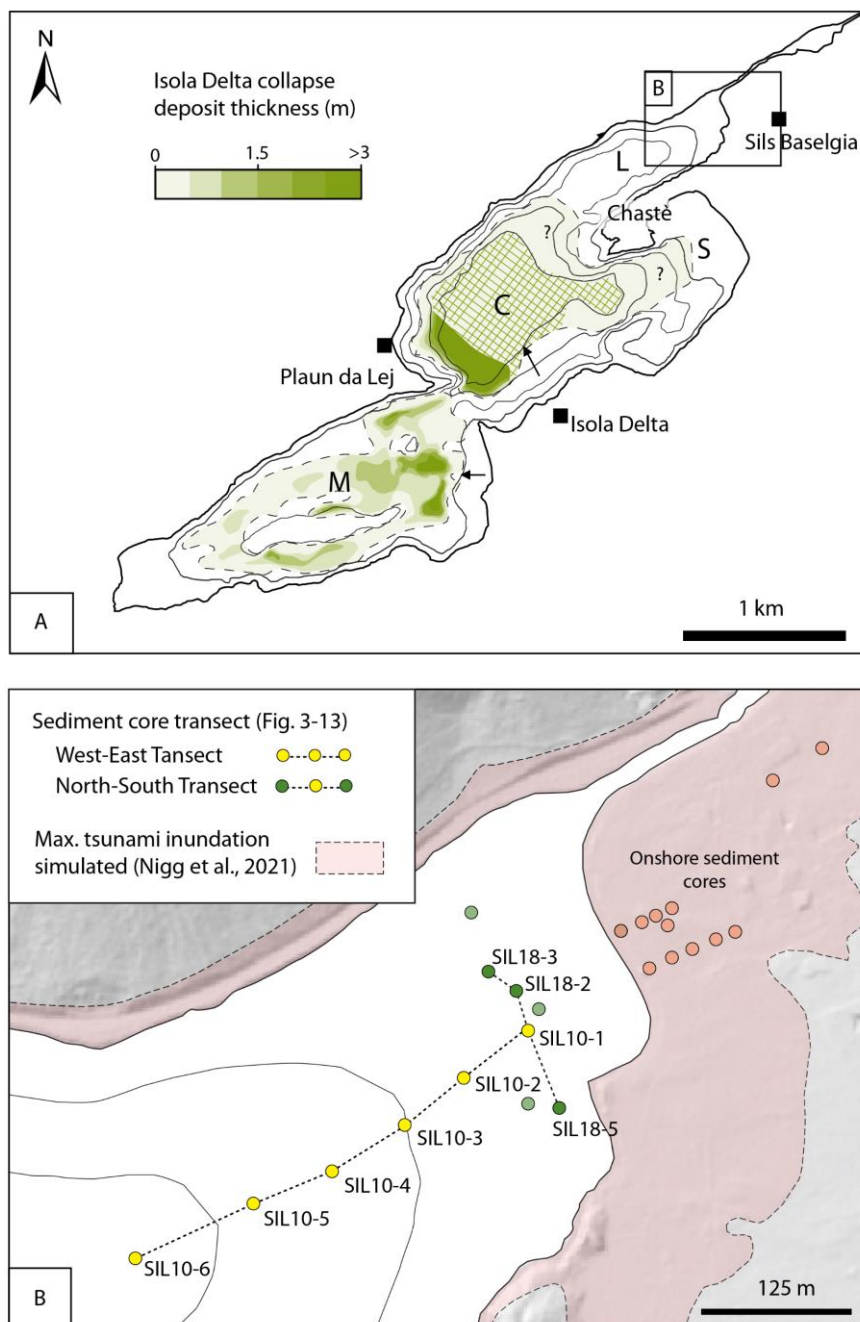 N
Isola Delta collapse
deposit thickness (m)
0 1.5 >3
B
Sils Baselgia
L
Chastè
S
?
?
C
Plaun da Lej
Isola Delta
M
1 km
A
Sediment core transect (Fig. 3-13)
West-East Tansect
North-South Transect
Max. tsunami inundation
simulated (Nigg et al., 2021)
Onshore sediment
cores
SIL18-3
SIL18-2
SIL10-1
SIL10-2
SIL18-5
SIL10-3
SIL10-4
SIL10-5
SIL10-6
125 m
B